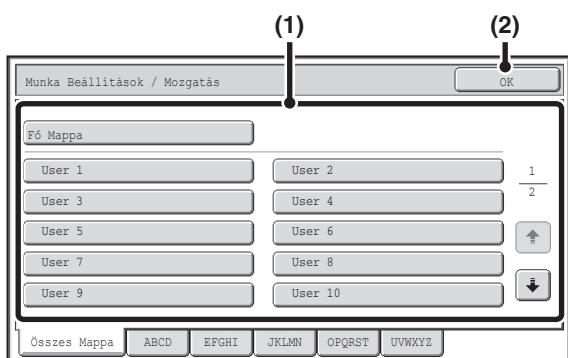 (1) (2)
Munka Beállítások / Mozgatás OK
Fő Mappa
User 1 User 2 1
User 3 User 4 2
User 5 User 6
User 7 User 8
User 9 User 10
Összes Mappa ABCD EFGHI JKLMN OPQRST UVWXYZ